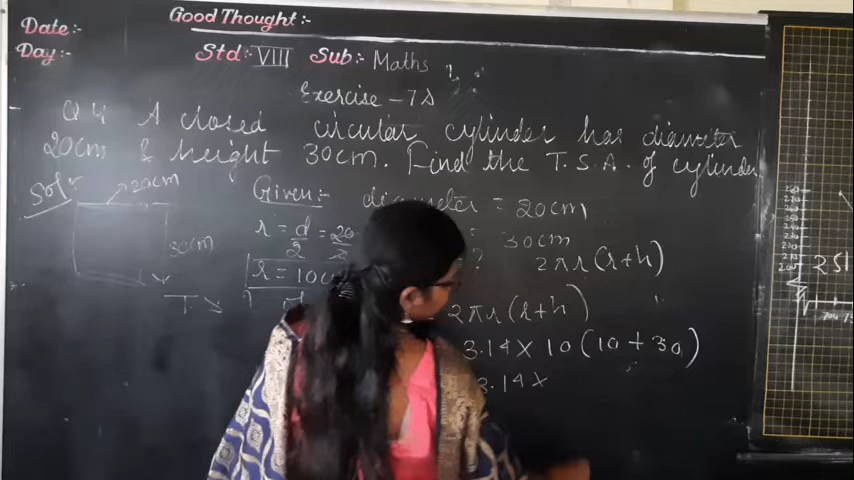 Good Thought:-
Date:-
Day:-
Std:- VIII Sub:- Maths
Exercise - 7A
Q 4 A closed circular cylinder has diameter
20cm & height 30cm. Find the T.S.A. of cylinder
Sol:
20cm
30cm
Given:- diameter = 20cm
r = d/2 = 20
= 30cm
r = 10c
? 2πr(r+h)
2πr(r+h)
3.14 x 10 (10 + 30)
3.14 x